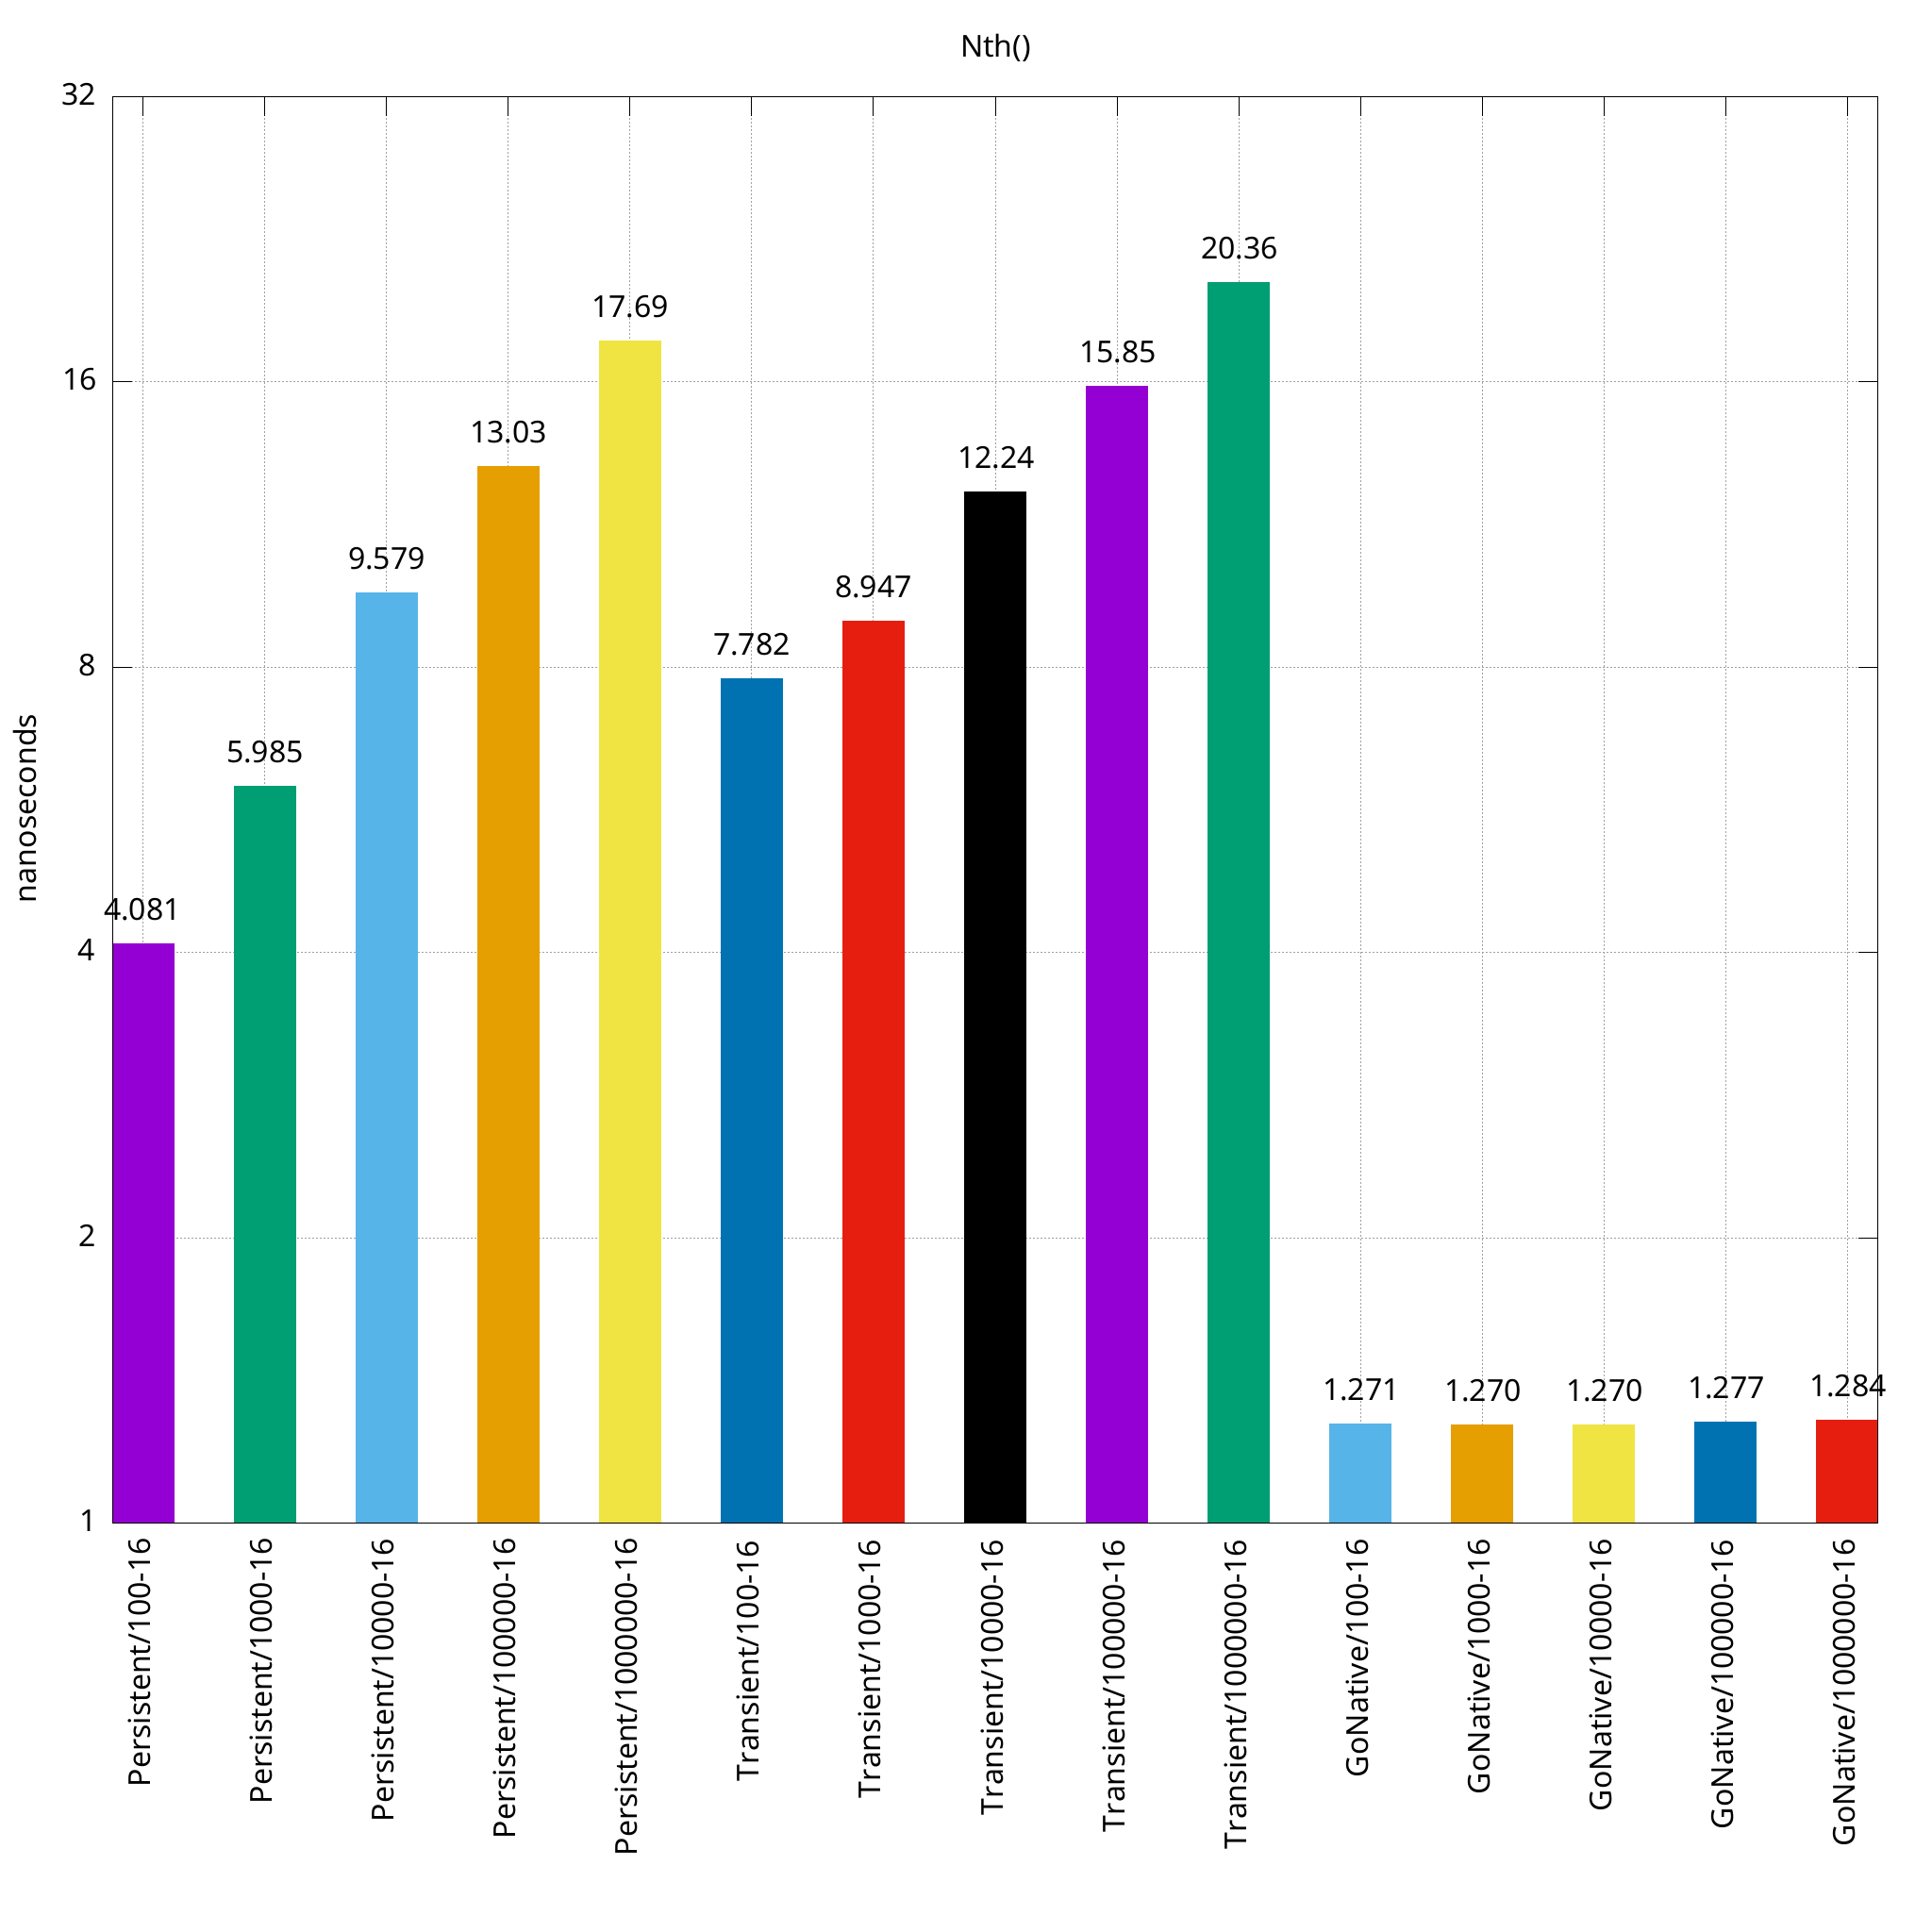 Nth()
32
16
8
4
2
1
nanoseconds
4.081
5.985
9.579
13.03
17.69
7.782
8.947
12.24
15.85
20.36
1.271
1.270
1.270
1.277
1.284
Persistent/100-16
Persistent/1000-16
Persistent/10000-16
Persistent/100000-16
Persistent/1000000-16
Transient/100-16
Transient/1000-16
Transient/10000-16
Transient/100000-16
Transient/1000000-16
GoNative/100-16
GoNative/1000-16
GoNative/10000-16
GoNative/100000-16
GoNative/1000000-16